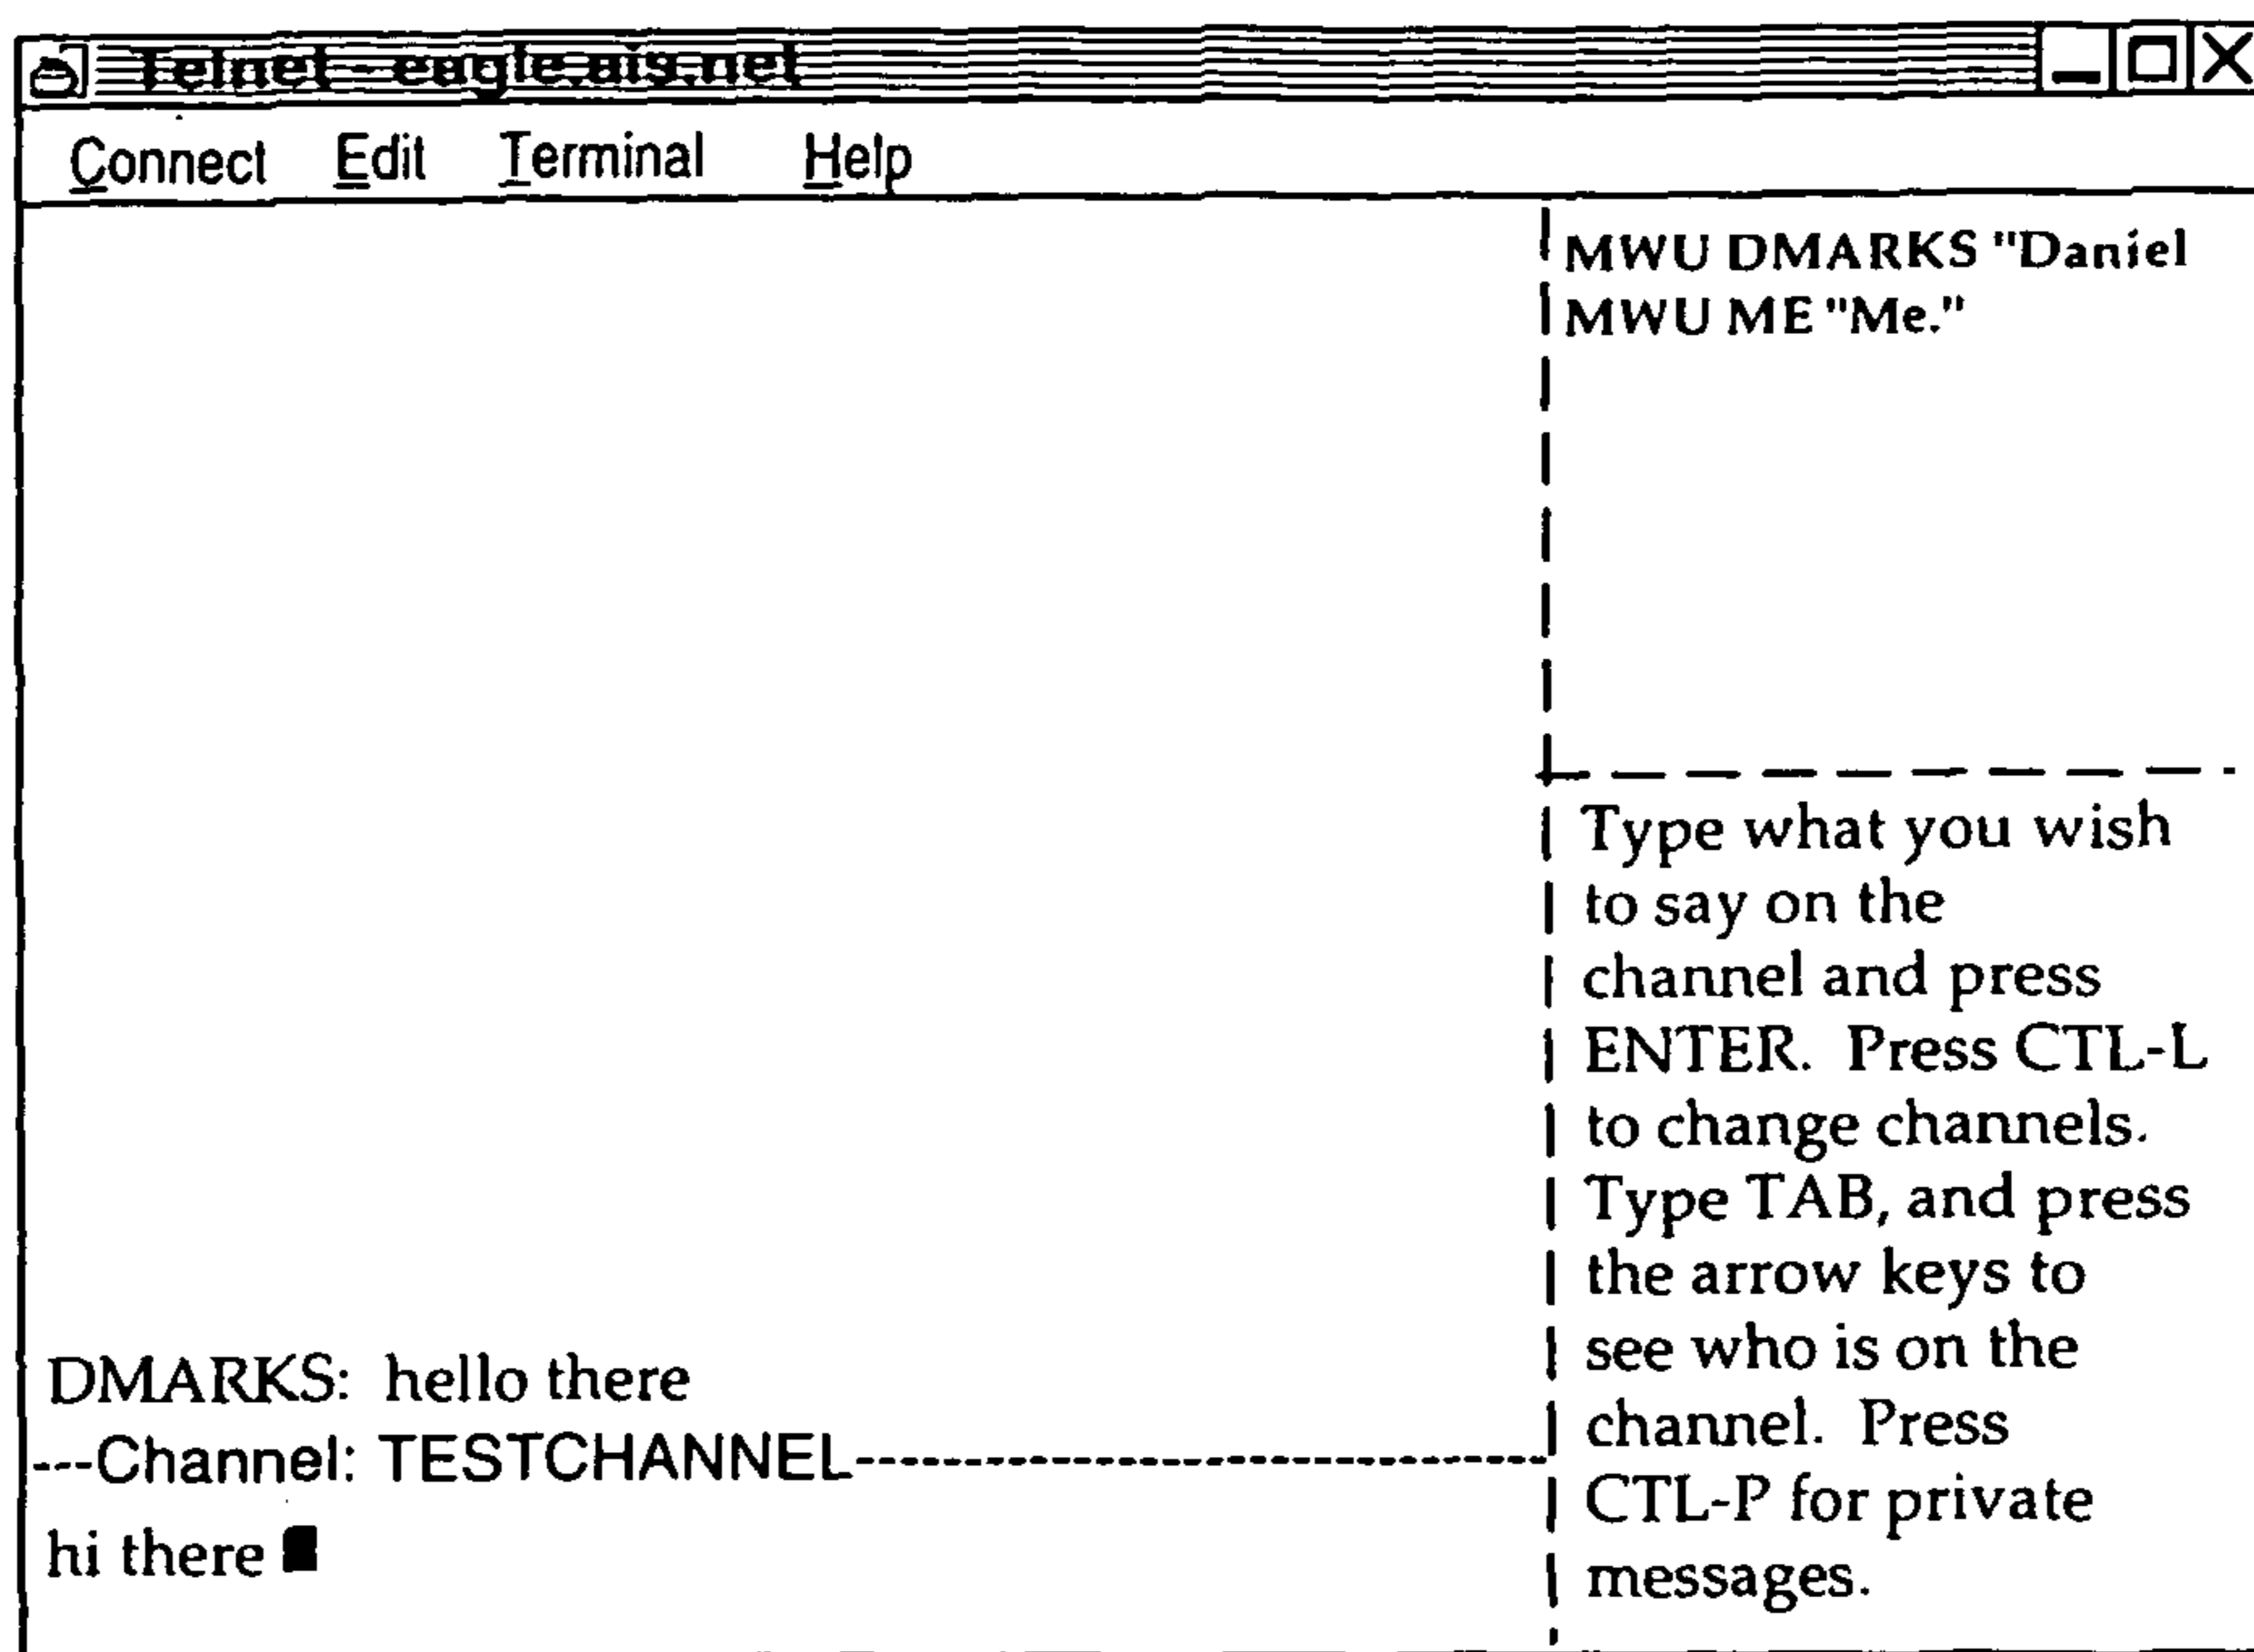 Telnet - eagle.ais.net
Connect Edit Terminal Help
MWU DMARKS "Daniel
MWU ME "Me."
Type what you wish
to say on the
channel and press
ENTER. Press CTL-L
to change channels.
Type TAB, and press
the arrow keys to
see who is on the
channel. Press
CTL-P for private
messages.
DMARKS: hello there
---Channel: TESTCHANNEL--------------------------------
hi there